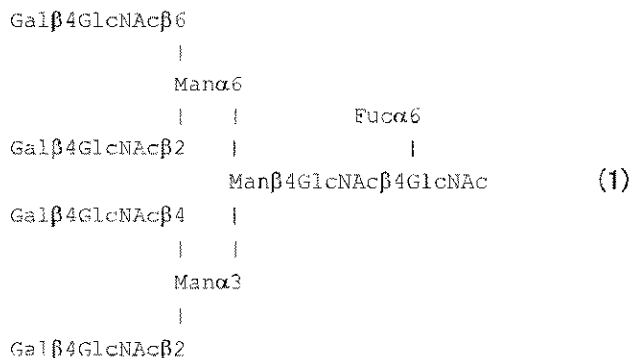 Galβ4GlcNAcβ6
|
Manα6
| | Fucα6
Galβ4GlcNAcβ2 | |
Manβ4GlcNAcβ4GlcNAc (1)
Galβ4GlcNAcβ4 |
| |
Manα3
|
Galβ4GlcNAcβ2